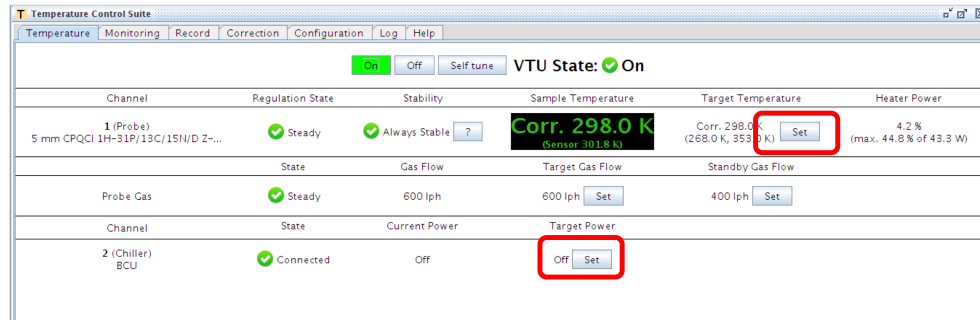 T Temperature Control Suite
Temperature Monitoring Record Correction Configuration Log Help
On Off Self tune VTU State: On
Channel Regulation State Stability Sample Temperature Target Temperature Heater Power
1 (Probe)
5 mm CPQCI 1H-31P/13C/15N/D Z-...
Steady
Always Stable ?
Corr. 298.0 K
(Sensor 301.8 K)
Corr. 298.0 K
(268.0 K, 353.0 K)
Set
4.2 %
(max. 44.8 % of 43.3 W)
State Gas Flow Target Gas Flow Standby Gas Flow
Probe Gas Steady 600 lph 600 lph Set 400 lph Set
Channel State Current Power Target Power
2 (Chiller)
BCU
Connected Off Off Set